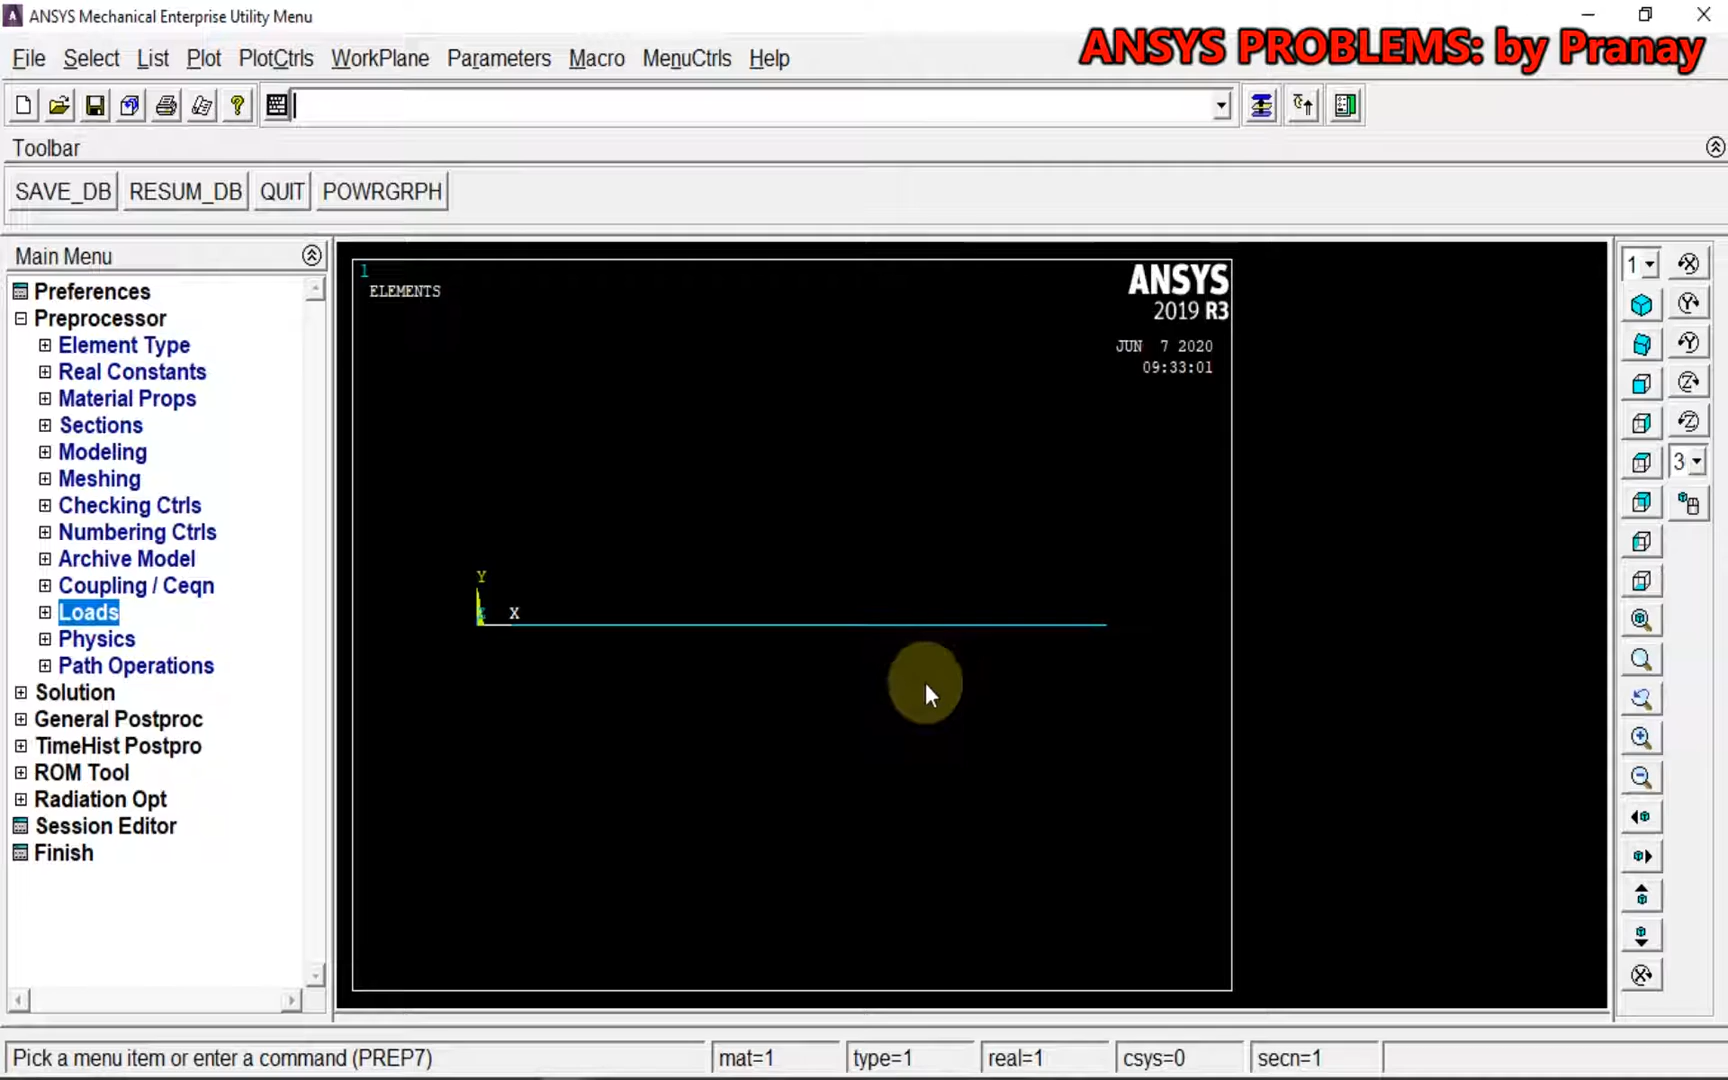 ANSYS Mechanical Enterprise Utility Menu
ANSYS PROBLEMS: by Pranay
File Select List Plot PlotCtrls WorkPlane Parameters Macro MenuCtrls Help
Toolbar
SAVE_DB RESUM_DB QUIT POWRGRPH
Main Menu
Preferences
Preprocessor
Element Type
Real Constants
Material Props
Sections
Modeling
Meshing
Checking Ctrls
Numbering Ctrls
Archive Model
Coupling / Ceqn
Loads
Physics
Path Operations
Solution
General Postproc
TimeHist Postpro
ROM Tool
Radiation Opt
Session Editor
Finish
1
ELEMENTS
ANSYS
2019 R3
JUN 7 2020
09:33:01
Y
X
1
3
Pick a menu item or enter a command (PREP7) mat=1 type=1 real=1 csys=0 secn=1